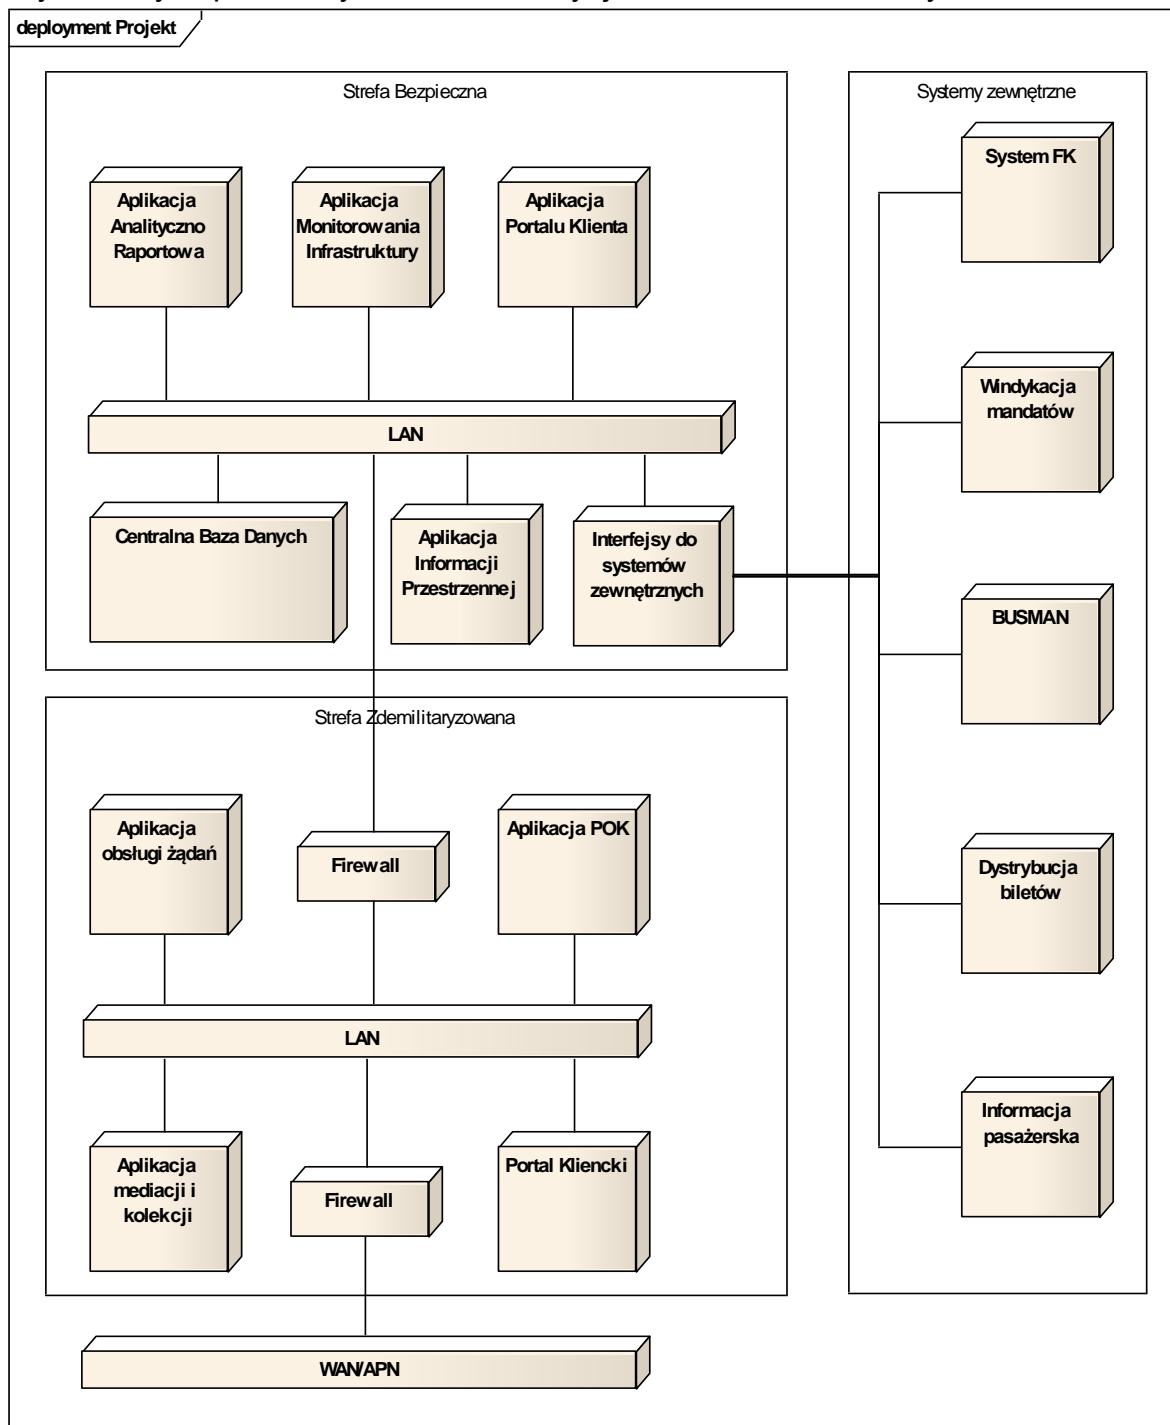 deployment Projekt
Strefa Bezpieczna
Systemy zewnętrzne
Aplikacja
Analityczno
Raportowa
Aplikacja
Monitorowania
Infrastruktury
Aplikacja
Portalu Klienta
System FK
Windykacja
mandatów
LAN
Centralna Baza Danych
Aplikacja
Informacji
Przestrzennej
Interfejsy do
systemów
zewnętrznych
BUSMAN
Strefa Zdemilitaryzowana
Aplikacja
obsługi żądań
Firewall
Aplikacja POK
Dystrybucja
biletów
LAN
Aplikacja
mediacji i
kolekcji
Firewall
Portal Kliencki
Informacja
pasażerska
WAN/APN